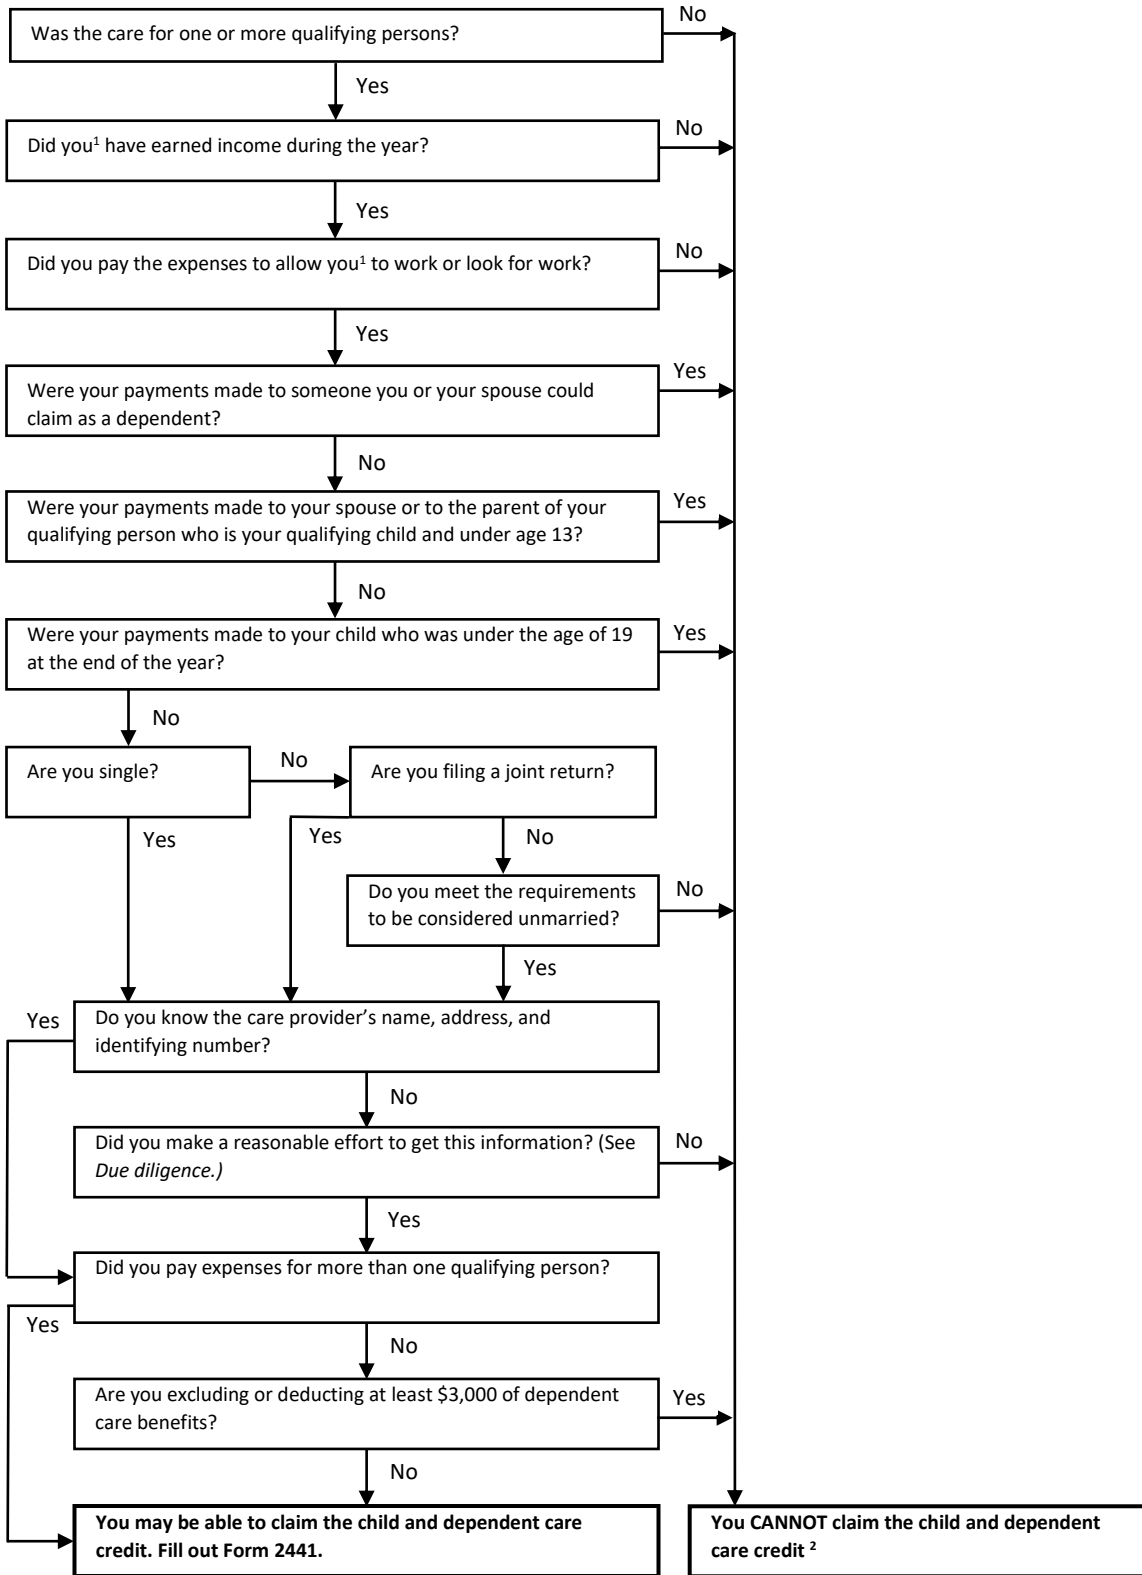 Was the care for one or more qualifying persons?
No
Yes
Did you¹ have earned income during the year?
No
Yes
Did you pay the expenses to allow you¹ to work or look for work?
No
Yes
Were your payments made to someone you or your spouse could
claim as a dependent?
Yes
No
Were your payments made to your spouse or to the parent of your
qualifying person who is your qualifying child and under age 13?
Yes
No
Were your payments made to your child who was under the age of 19
at the end of the year?
Yes
No
Are you single?
No
Are you filing a joint return?
Yes
Yes
No
Do you meet the requirements
to be considered unmarried?
No
Yes
Do you know the care provider’s name, address, and
identifying number?
Yes
No
Did you make a reasonable effort to get this information? (See
Due diligence.)
No
Yes
Did you pay expenses for more than one qualifying person?
Yes
No
Are you excluding or deducting at least $3,000 of dependent
care benefits?
Yes
No
You may be able to claim the child and dependent care
credit. Fill out Form 2441.
You CANNOT claim the child and dependent
care credit ²